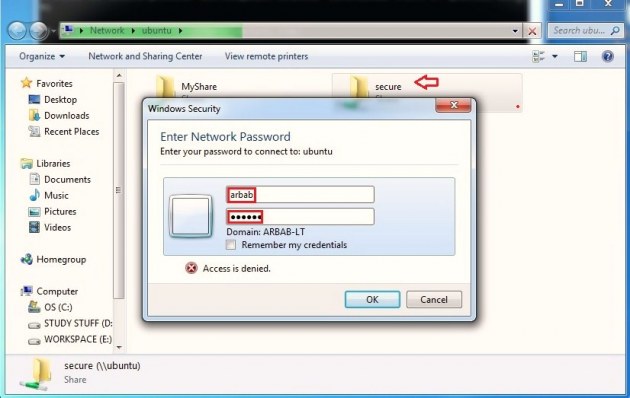 Network ▸ ubuntu ▸
Search ubu...
Organize ▾ Network and Sharing Center View remote printers
Favorites
Desktop
Downloads
Recent Places
Libraries
Documents
Music
Pictures
Videos
Homegroup
Computer
OS (C:)
STUDY STUFF (D:
WORKSPACE (E:)
MyShare
secure
Windows Security
Enter Network Password
Enter your password to connect to: ubuntu
arbab
●●●●●●
Domain: ARBAB-LT
Remember my credentials
Access is denied.
OK Cancel
secure (\\ubuntu)
Share